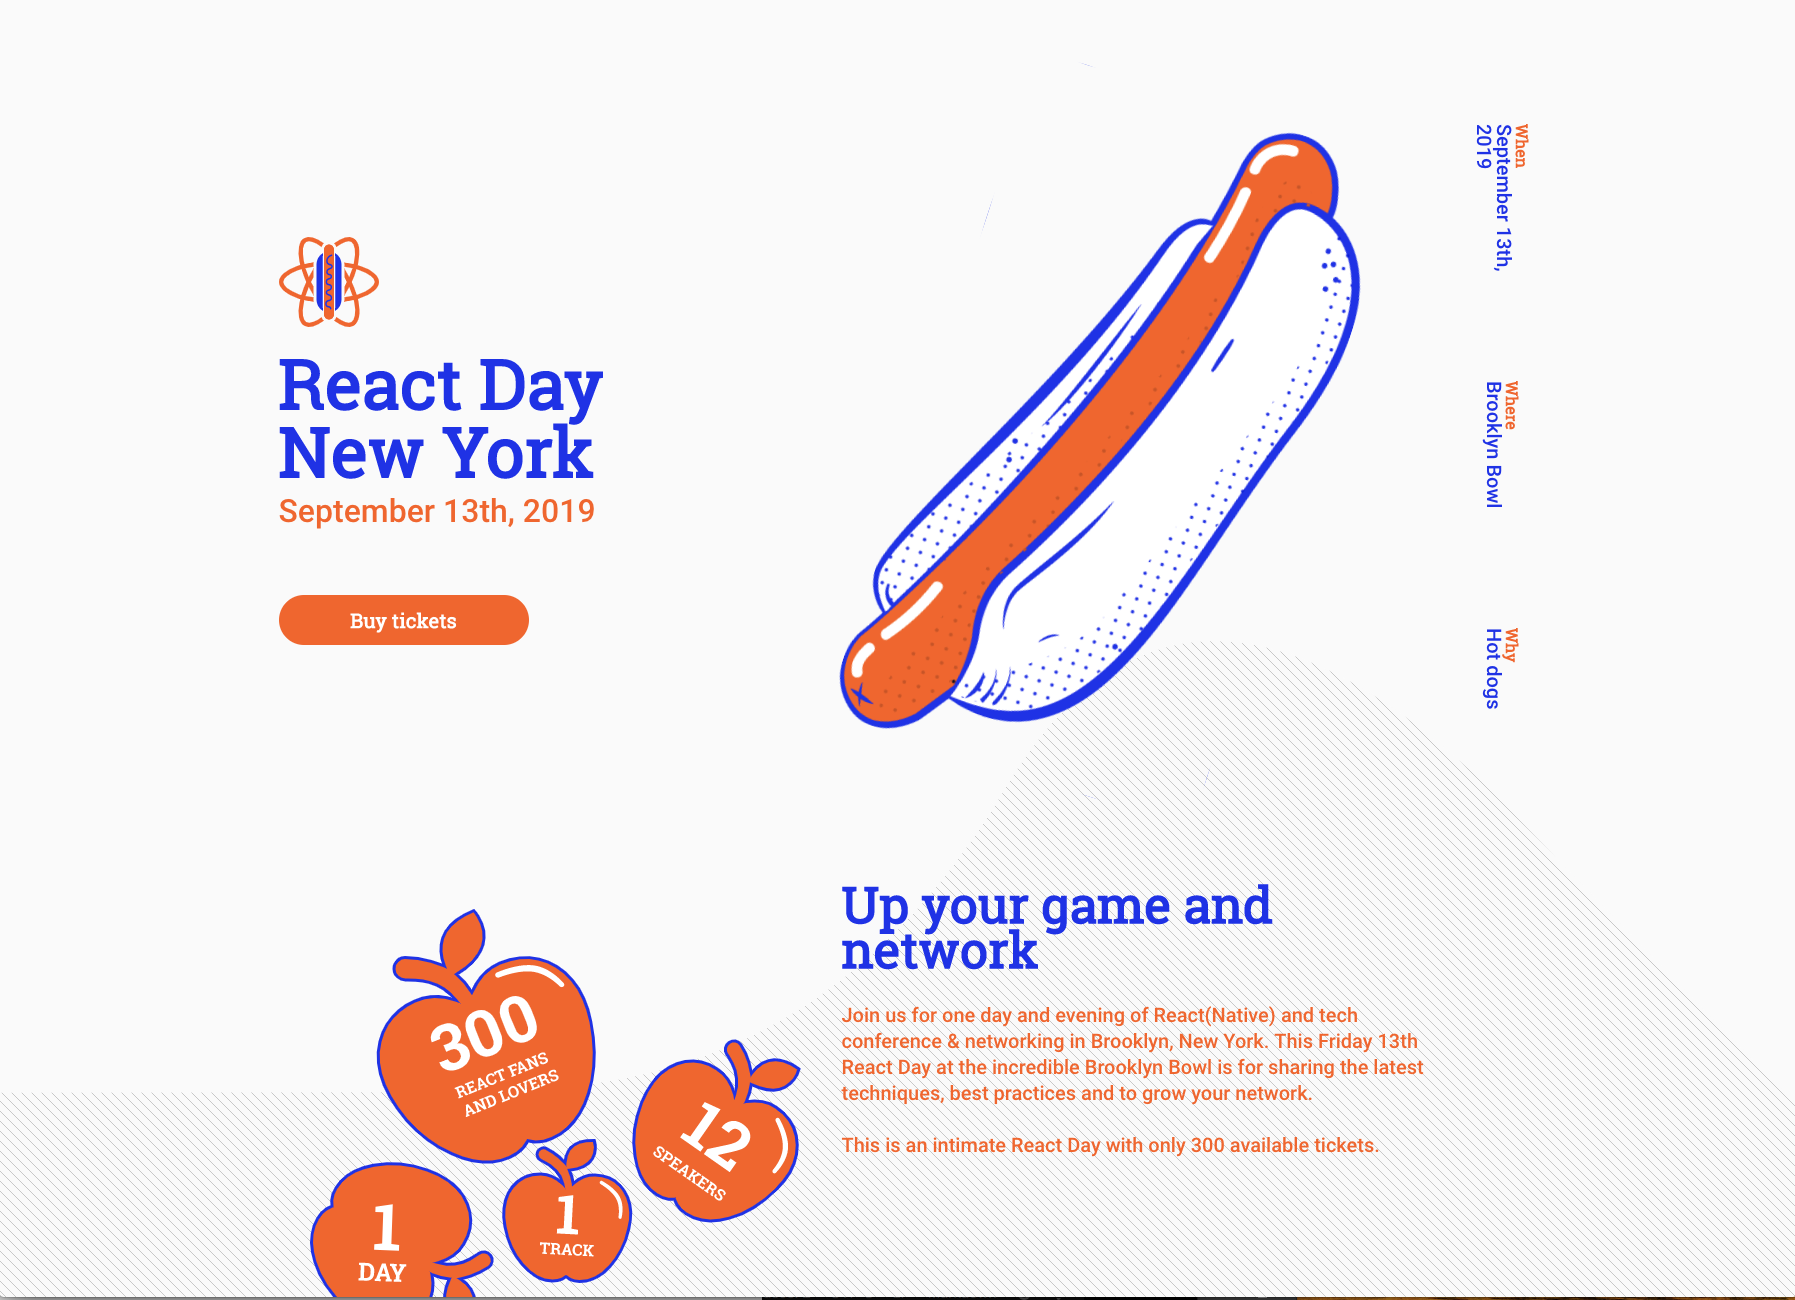 React Day
New York
September 13th, 2019
Buy tickets
When
September 13th,
2019
Where
Brooklyn Bowl
Why
Hot dogs
Up your game and
network
Join us for one day and evening of React(Native) and tech
conference & networking in Brooklyn, New York. This Friday 13th
React Day at the incredible Brooklyn Bowl is for sharing the latest
techniques, best practices and to grow your network.
This is an intimate React Day with only 300 available tickets.
300
REACT FANS
AND LOVERS
12
SPEAKERS
1
TRACK
1
DAY